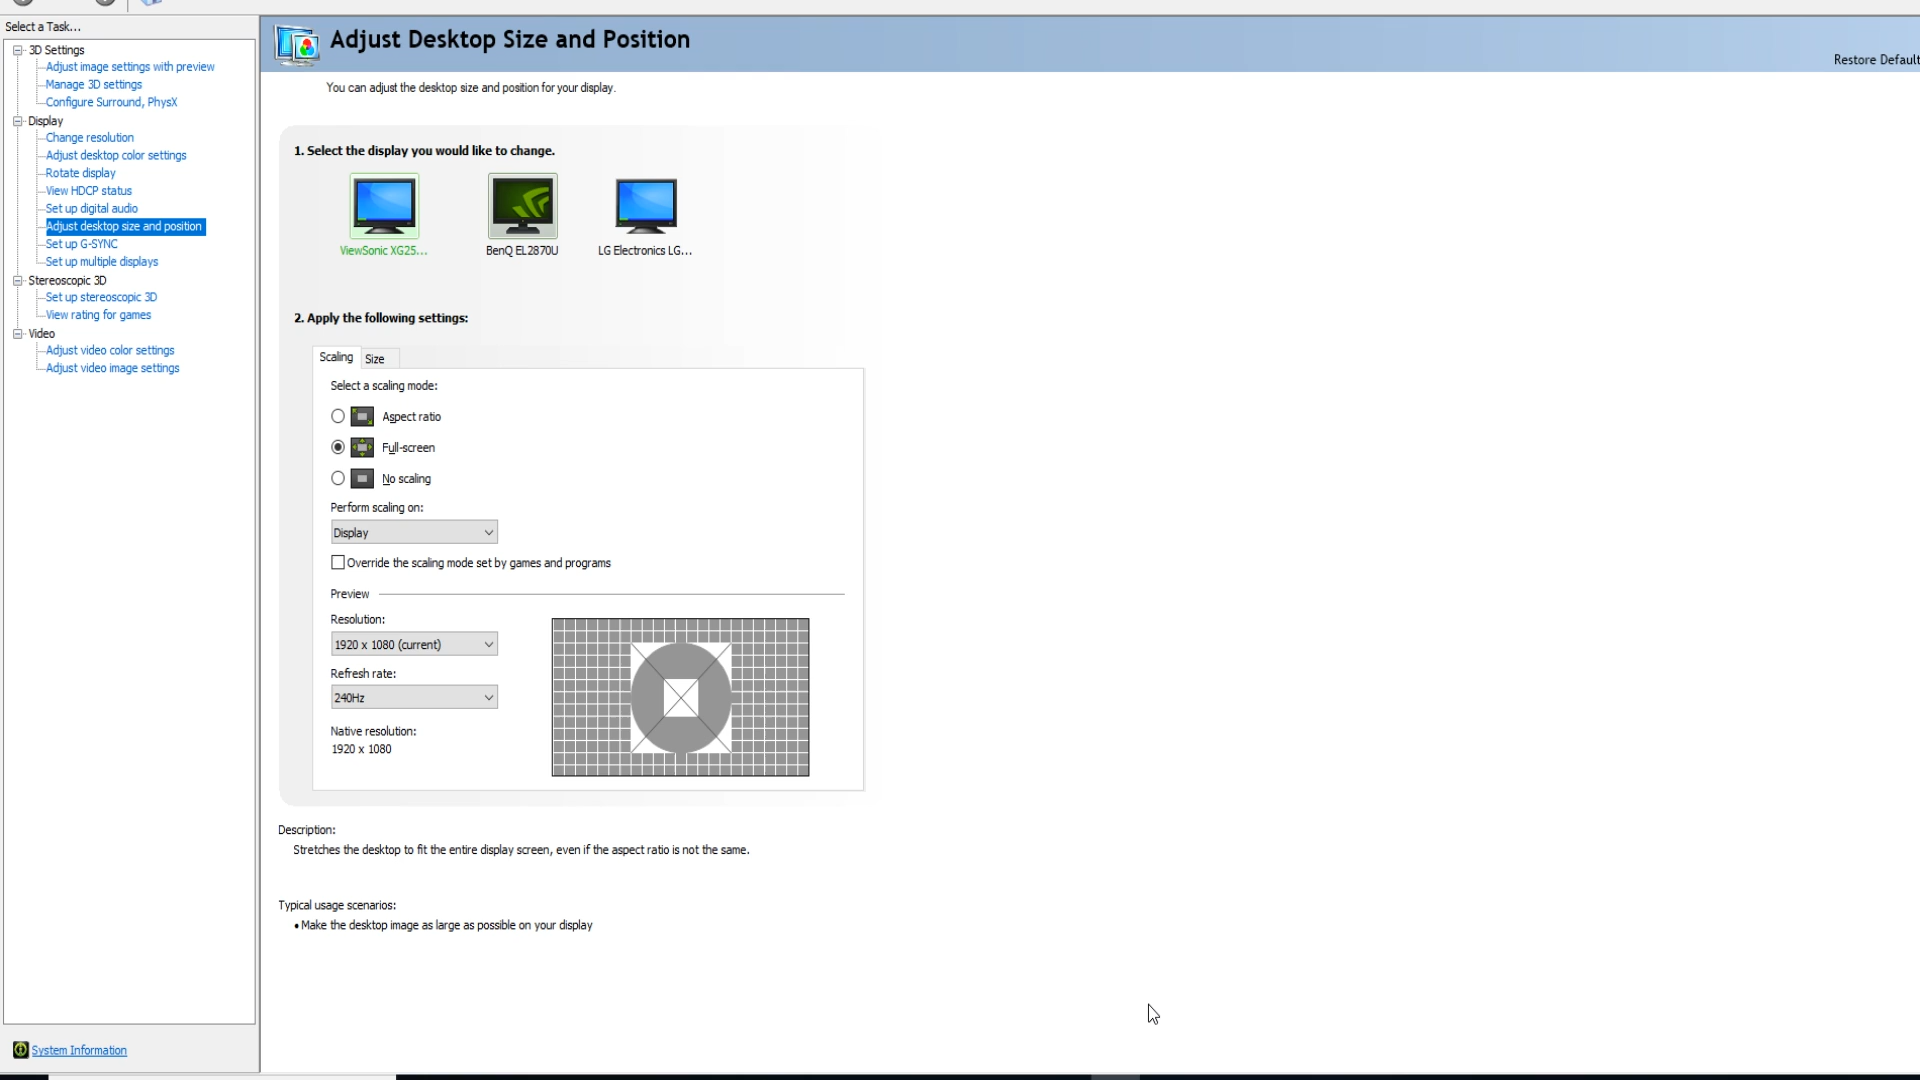 Select a Task...
3D Settings
Adjust image settings with preview
Manage 3D settings
Configure Surround, PhysX
Display
Change resolution
Adjust desktop color settings
Rotate display
View HDCP status
Set up digital audio
Adjust desktop size and position
Set up G-SYNC
Set up multiple displays
Stereoscopic 3D
Set up stereoscopic 3D
View rating for games
Video
Adjust video color settings
Adjust video image settings
System Information
Adjust Desktop Size and Position
Restore Default
You can adjust the desktop size and position for your display.
1. Select the display you would like to change.
ViewSonic XG25... BenQ EL2870U LG Electronics LG...
2. Apply the following settings:
Scaling Size
Select a scaling mode:
Aspect ratio
Full-screen
No scaling
Perform scaling on:
Display
Override the scaling mode set by games and programs
Preview
Resolution:
1920 x 1080 (current)
Refresh rate:
240Hz
Native resolution:
1920 x 1080
Description:
Stretches the desktop to fit the entire display screen, even if the aspect ratio is not the same.
Typical usage scenarios:
• Make the desktop image as large as possible on your display